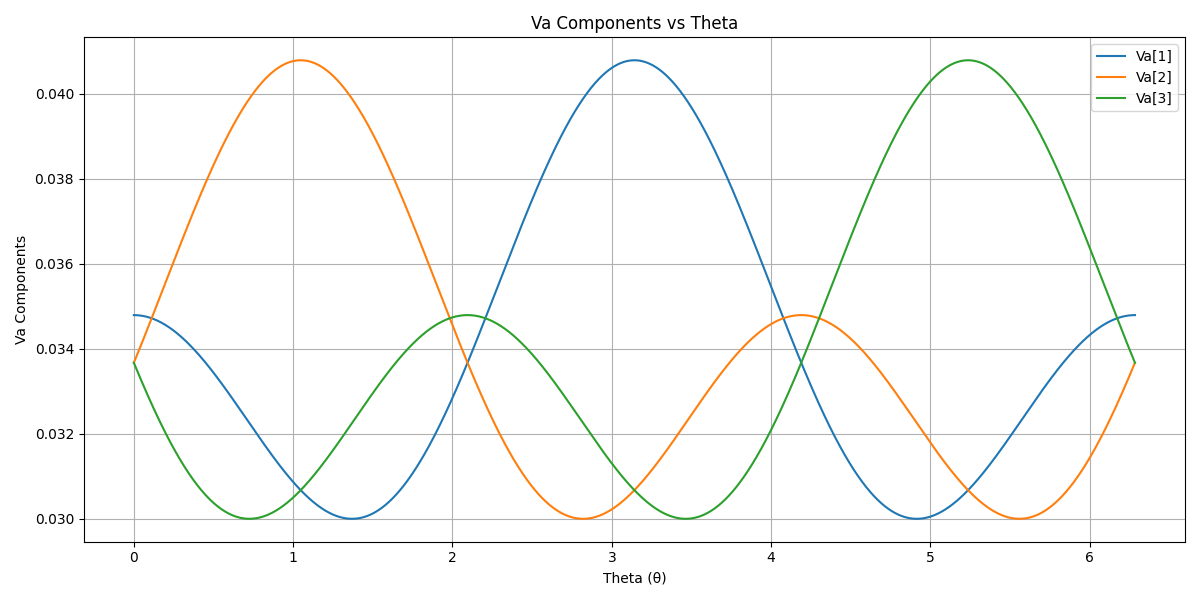 Va Components vs Theta
Va[1]
Va[2]
Va[3]
Va Components
0.040
0.038
0.036
0.034
0.032
0.030
0 1 2 3 4 5 6
Theta (θ)